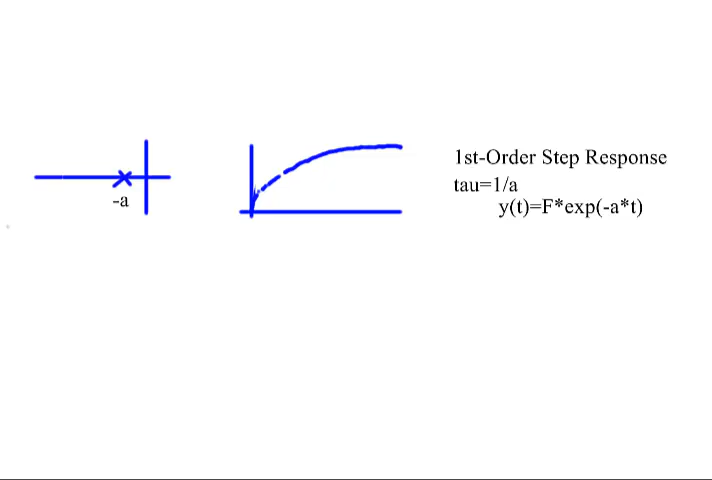 -a
1st-Order Step Response
tau=1/a
y(t)=F*exp(-a*t)